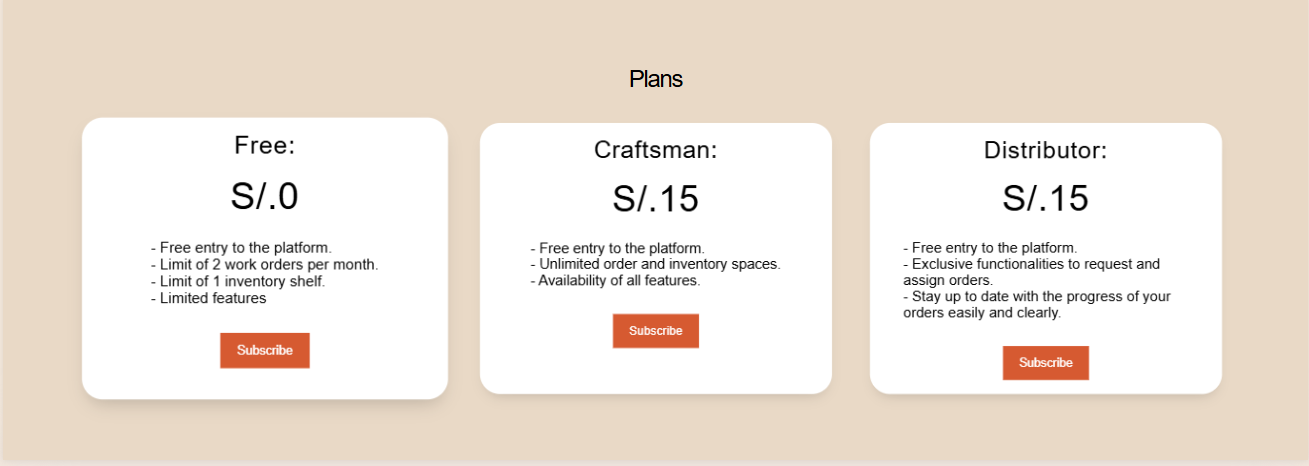 Plans
Free:
S/.0
- Free entry to the platform.
- Limit of 2 work orders per month.
- Limit of 1 inventory shelf.
- Limited features
Subscribe
Craftsman:
S/.15
- Free entry to the platform.
- Unlimited order and inventory spaces.
- Availability of all features.
Subscribe
Distributor:
S/.15
- Free entry to the platform.
- Exclusive functionalities to request and
assign orders.
- Stay up to date with the progress of your
orders easily and clearly.
Subscribe